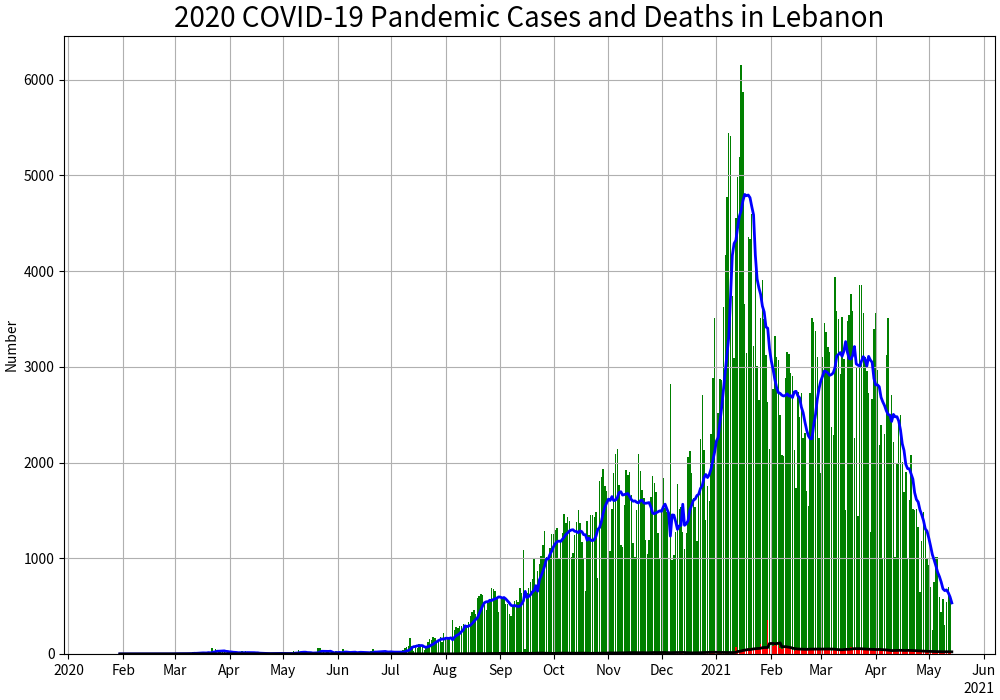 2020 COVID-19 Pandemic Cases and Deaths in Lebanon
Number
6000
5000
4000
3000
2000
1000
0
2020 Feb Mar Apr May Jun Jul Aug Sep Oct Nov Dec 2021 Feb Mar Apr May Jun
2021